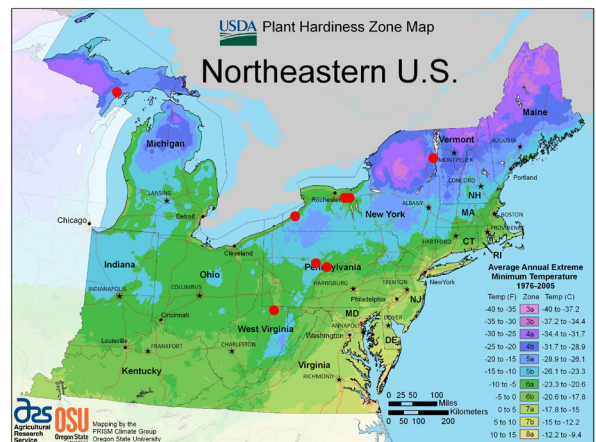 USDA Plant Hardiness Zone Map
Northeastern U.S.
Maine
Vermont
Michigan
AUGUSTA
MONTPELIER
CONCORD
Portland
NH
LANSING
Rochester
New York
ALBANY
MA
BOSTON
Detroit
PROVIDENCE
HARTFORD
CT
RI
Chicago
Cleveland
Indiana
Ohio
Pennsylvania
New York
HARRISBURG
TRENTON
INDIANAPOLIS
COLUMBUS
Philadelphia
NJ
MD
Cincinnati
West Virginia
ANNAPOLIS
DOVER
Washington
DE
Louisville
FRANKFORT
CHARLESTON
Virginia
Kentucky
RICHMOND
Average Annual Extreme
Minimum Temperature
1976-2005
Temp (F) Zone Temp (C)
-40 to -35 3a -40 to -37.2
-35 to -30 3b -37.2 to -34.4
-30 to -25 4a -34.4 to -31.7
-25 to -20 4b -31.7 to -28.9
-20 to -15 5a -28.9 to -26.1
-15 to -10 5b -26.1 to -23.3
-10 to -5 6a -23.3 to -20.6
-5 to 0 6b -20.6 to -17.8
0 to 5 7a -17.8 to -15
5 to 10 7b -15 to -12.2
10 to 15 8a -12.2 to -9.4
0 25 50 100 150 200
Miles
Kilometers
0 50 100 200
ars
Agricultural
Research
Service
OSU
Oregon State
Mapping by the
PRISM Climate Group
Oregon State University